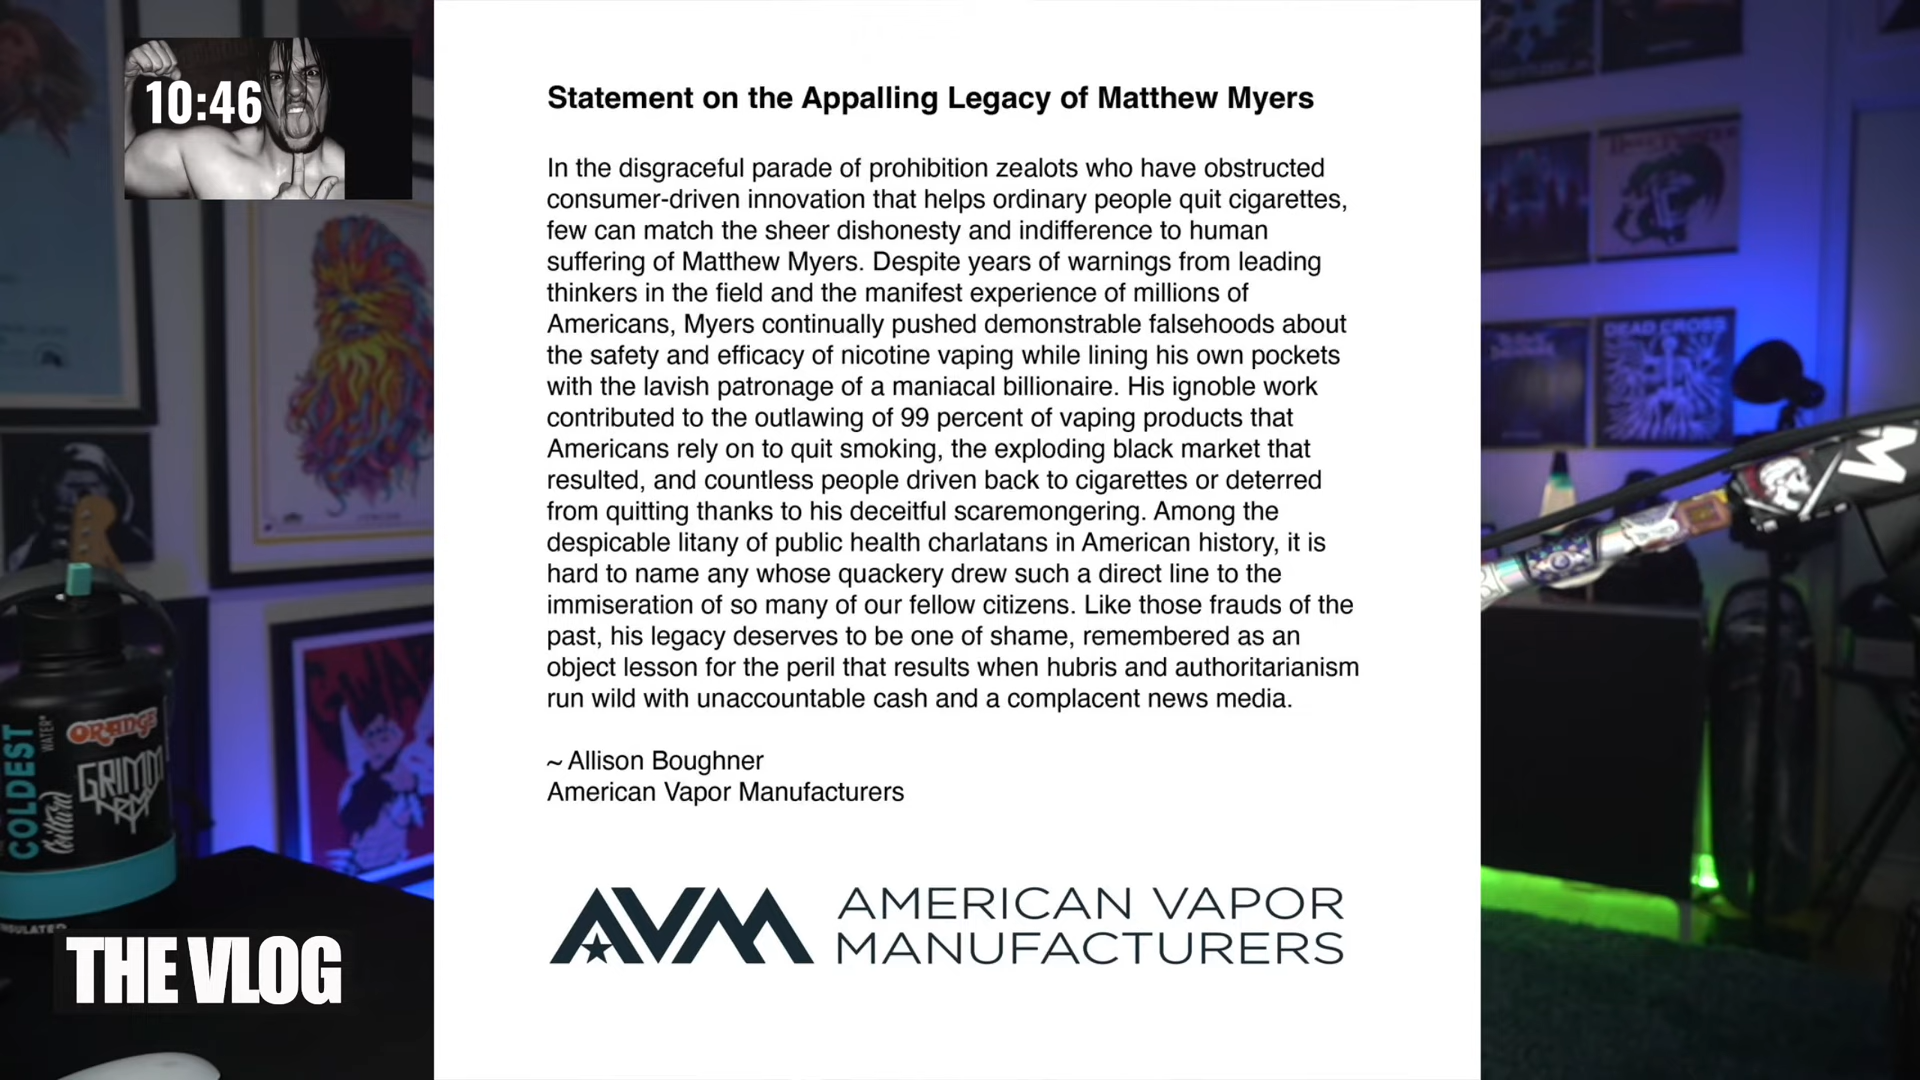 10:46
Statement on the Appalling Legacy of Matthew Myers
In the disgraceful parade of prohibition zealots who have obstructed
consumer-driven innovation that helps ordinary people quit cigarettes,
few can match the sheer dishonesty and indifference to human
suffering of Matthew Myers. Despite years of warnings from leading
thinkers in the field and the manifest experience of millions of
Americans, Myers continually pushed demonstrable falsehoods about
the safety and efficacy of nicotine vaping while lining his own pockets
with the lavish patronage of a maniacal billionaire. His ignoble work
contributed to the outlawing of 99 percent of vaping products that
Americans rely on to quit smoking, the exploding black market that
resulted, and countless people driven back to cigarettes or deterred
from quitting thanks to his deceitful scaremongering. Among the
despicable litany of public health charlatans in American history, it is
hard to name any whose quackery drew such a direct line to the
immiseration of so many of our fellow citizens. Like those frauds of the
past, his legacy deserves to be one of shame, remembered as an
object lesson for the peril that results when hubris and authoritarianism
run wild with unaccountable cash and a complacent news media.
~ Allison Boughner
American Vapor Manufacturers
AVM
AMERICAN VAPOR
MANUFACTURERS
DEAD CROSS
GWAR
COLDEST
WATER
ORANGE
GRIMM
THE VLOG